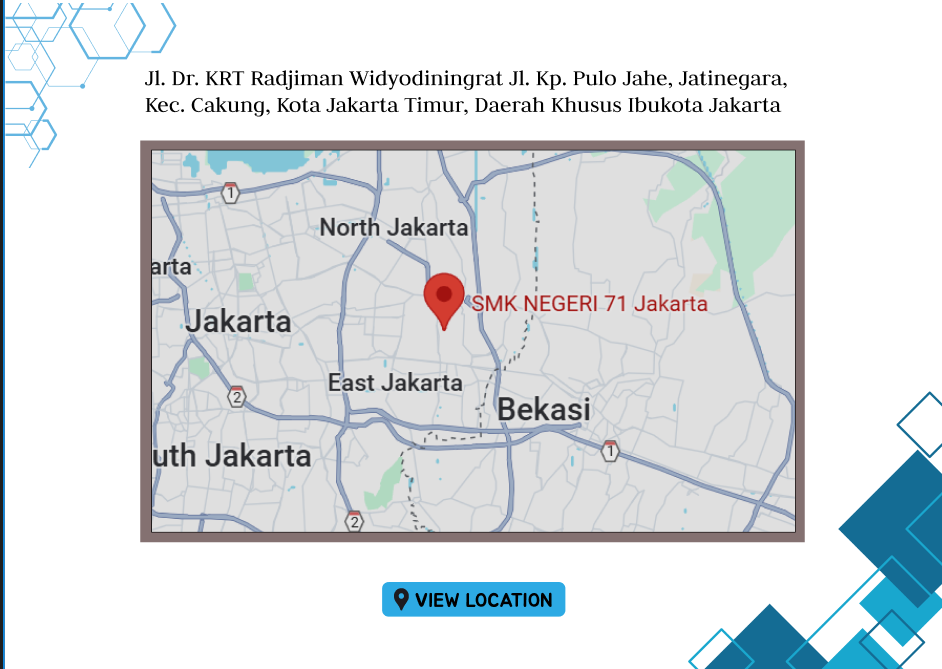 Jl. Dr. KRT Radjiman Widyodiningrat Jl. Kp. Pulo Jahe, Jatinegara,
Kec. Cakung, Kota Jakarta Timur, Daerah Khusus Ibukota Jakarta
1
North Jakarta
arta
SMK NEGERI 71 Jakarta
Jakarta
East Jakarta
2
Bekasi
1
uth Jakarta
2
VIEW LOCATION